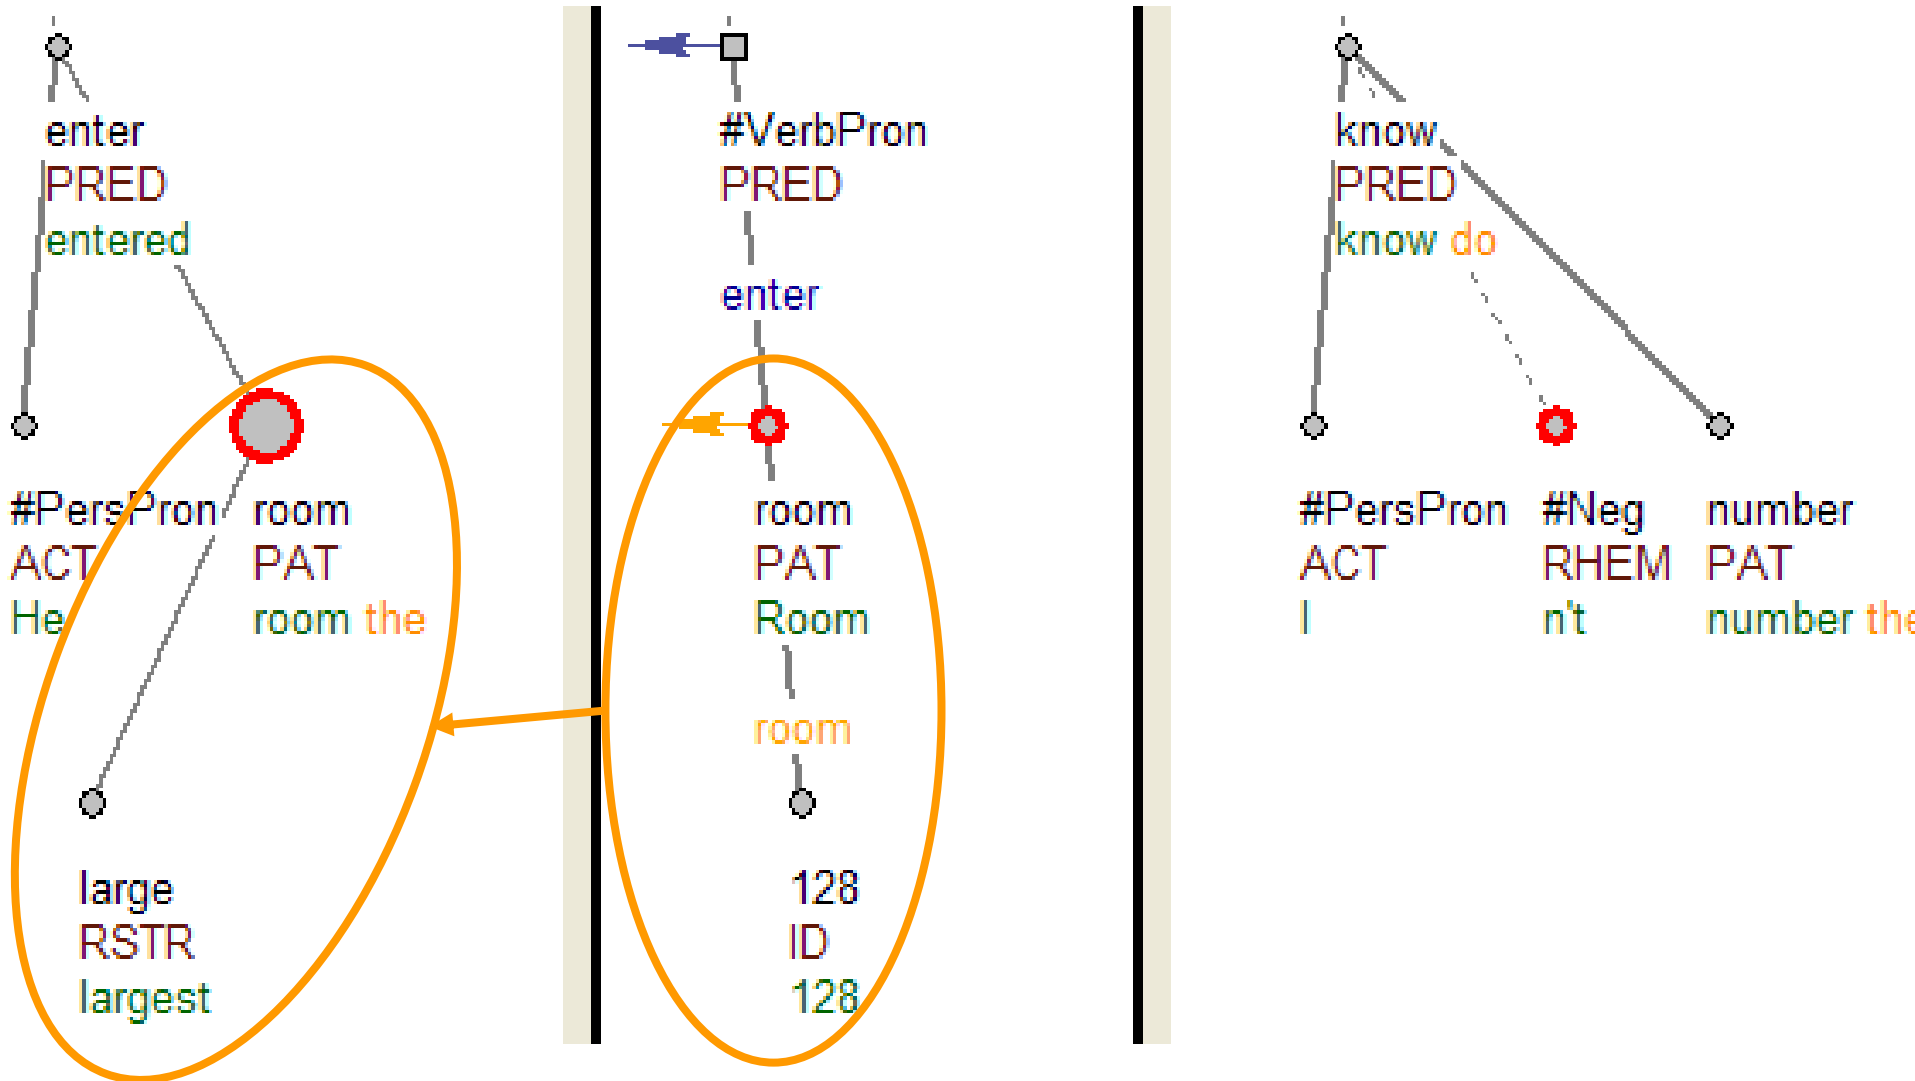 enter
PRED
entered
#PersPron
ACT
He
room
PAT
room the
large
RSTR
largest
#VerbPron
PRED
enter
room
PAT
Room
room
128
ID
128
know
PRED
know do
#PersPron
ACT
I
#Neg
RHEM
n't
number
PAT
number the